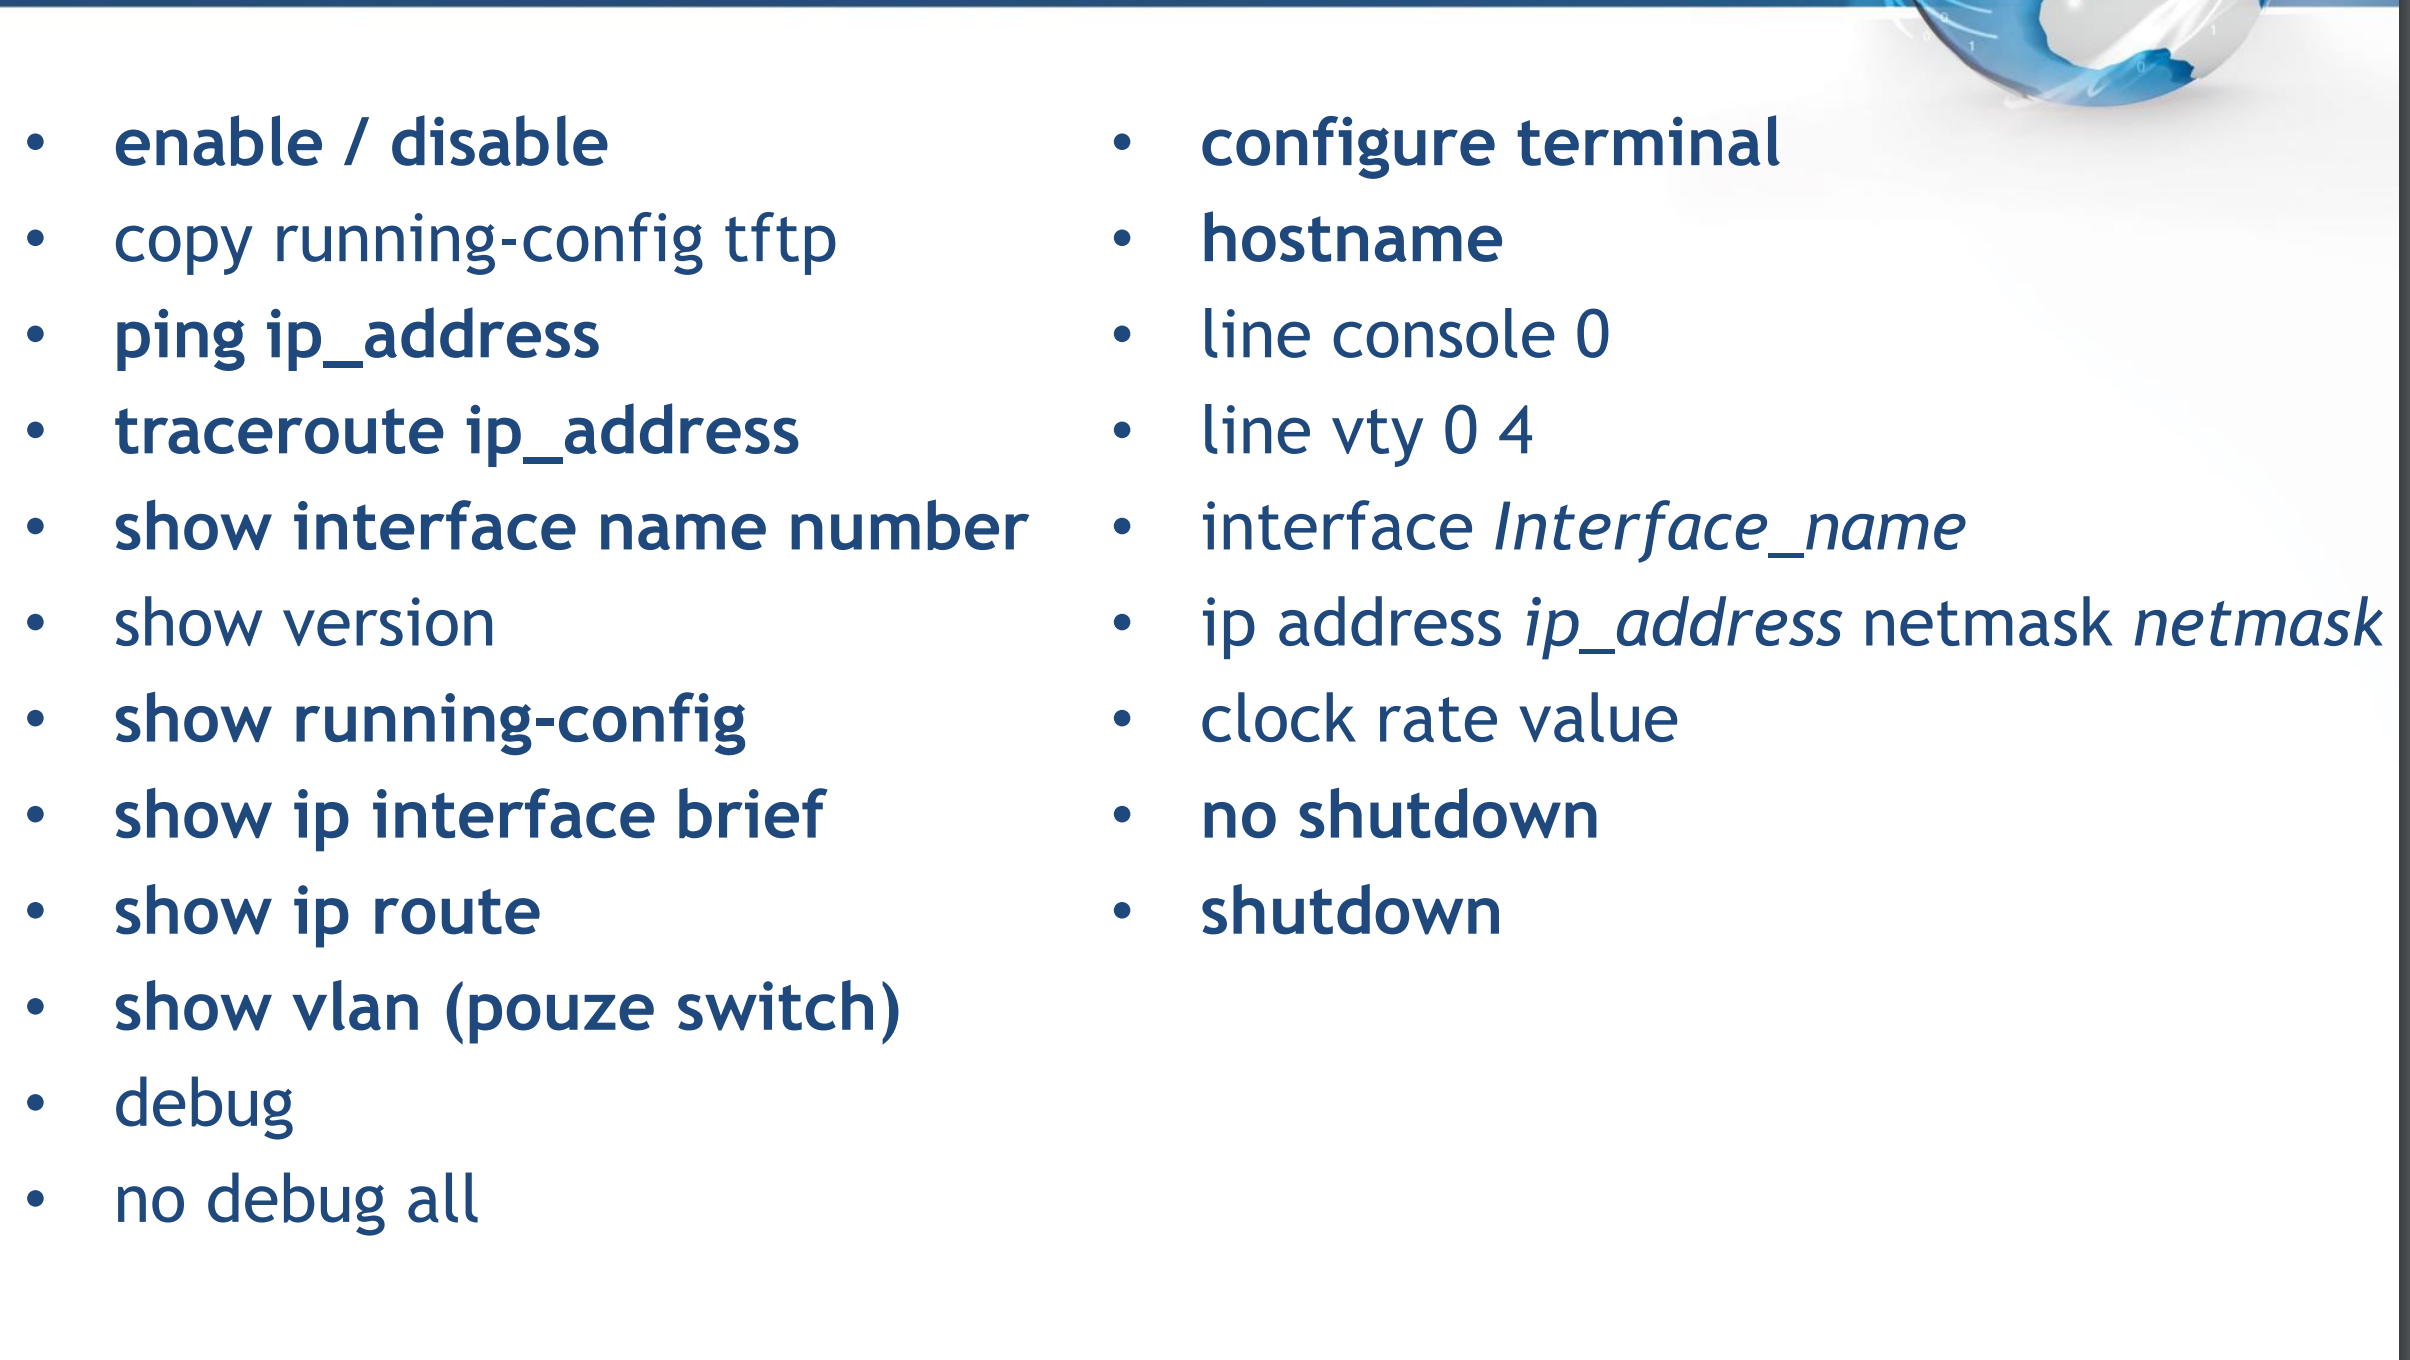 • enable / disable
• copy running-config tftp
• ping ip_address
• traceroute ip_address
• show interface name number
• show version
• show running-config
• show ip interface brief
• show ip route
• show vlan (pouze switch)
• debug
• no debug all
• configure terminal
• hostname
• line console 0
• line vty 0 4
• interface Interface_name
• ip address ip_address netmask netmask
• clock rate value
• no shutdown
• shutdown